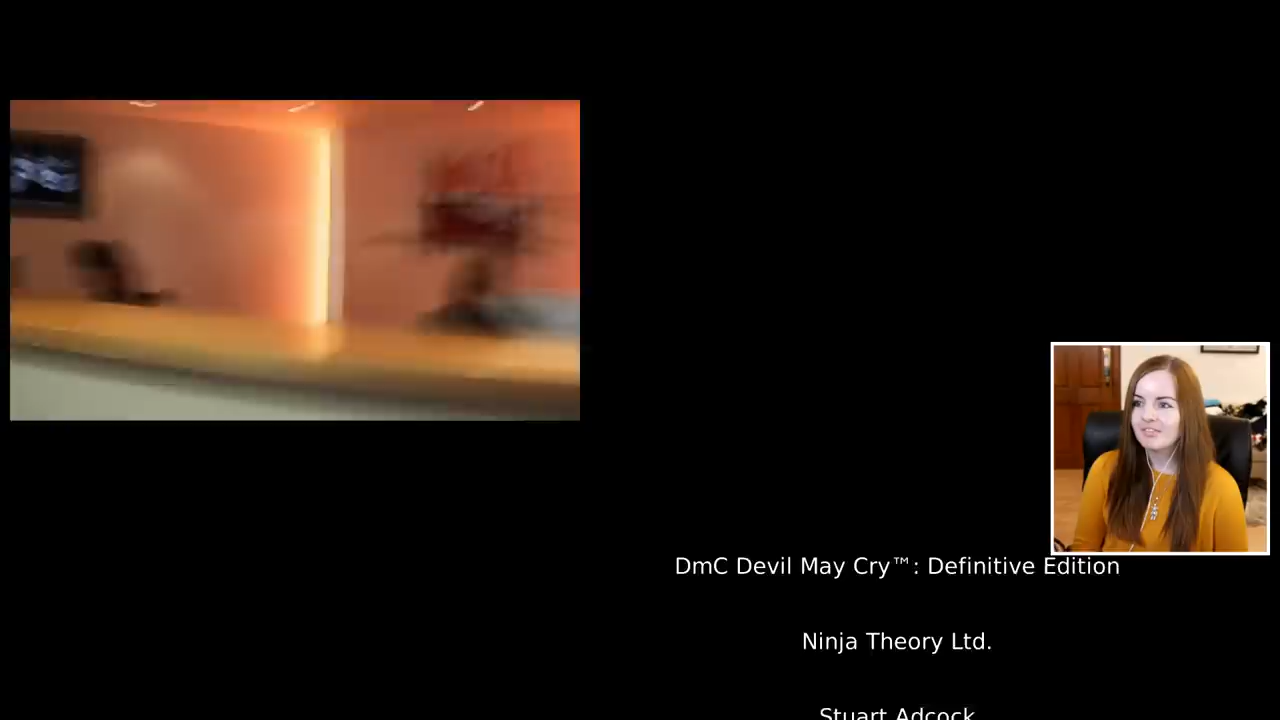 DmC Devil May Cry™: Definitive Edition
Ninja Theory Ltd.
Stuart Adcock